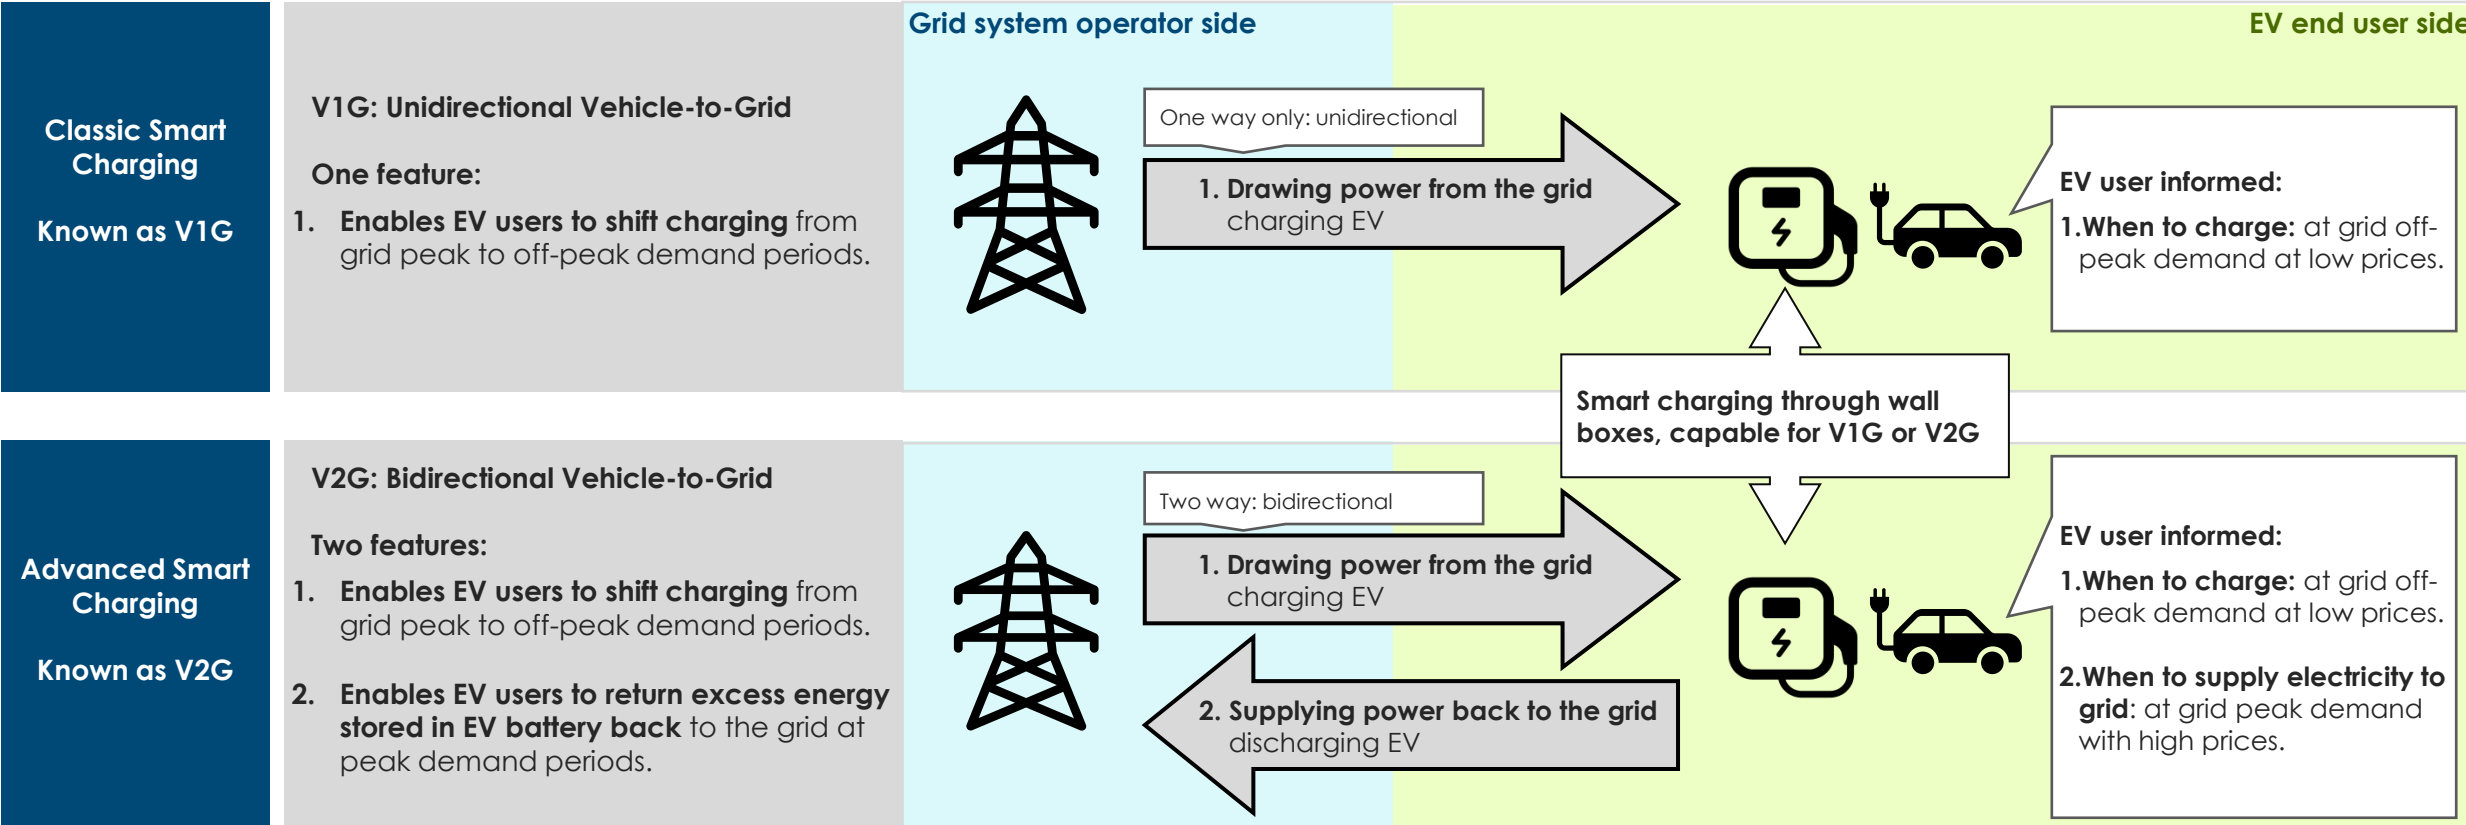 Grid system operator side
EV end user side
Classic Smart
Charging
Known as V1G
V1G: Unidirectional Vehicle-to-Grid
One feature:
1. Enables EV users to shift charging from
grid peak to off-peak demand periods.
One way only: unidirectional
1. Drawing power from the grid
charging EV
EV user informed:
1.When to charge: at grid off-
peak demand at low prices.
Smart charging through wall
boxes, capable for V1G or V2G
Advanced Smart
Charging
Known as V2G
V2G: Bidirectional Vehicle-to-Grid
Two features:
1. Enables EV users to shift charging from
grid peak to off-peak demand periods.
2. Enables EV users to return excess energy
stored in EV battery back to the grid at
peak demand periods.
Two way: bidirectional
1. Drawing power from the grid
charging EV
2. Supplying power back to the grid
discharging EV
EV user informed:
1.When to charge: at grid off-
peak demand at low prices.
2.When to supply electricity to
grid: at grid peak demand
with high prices.